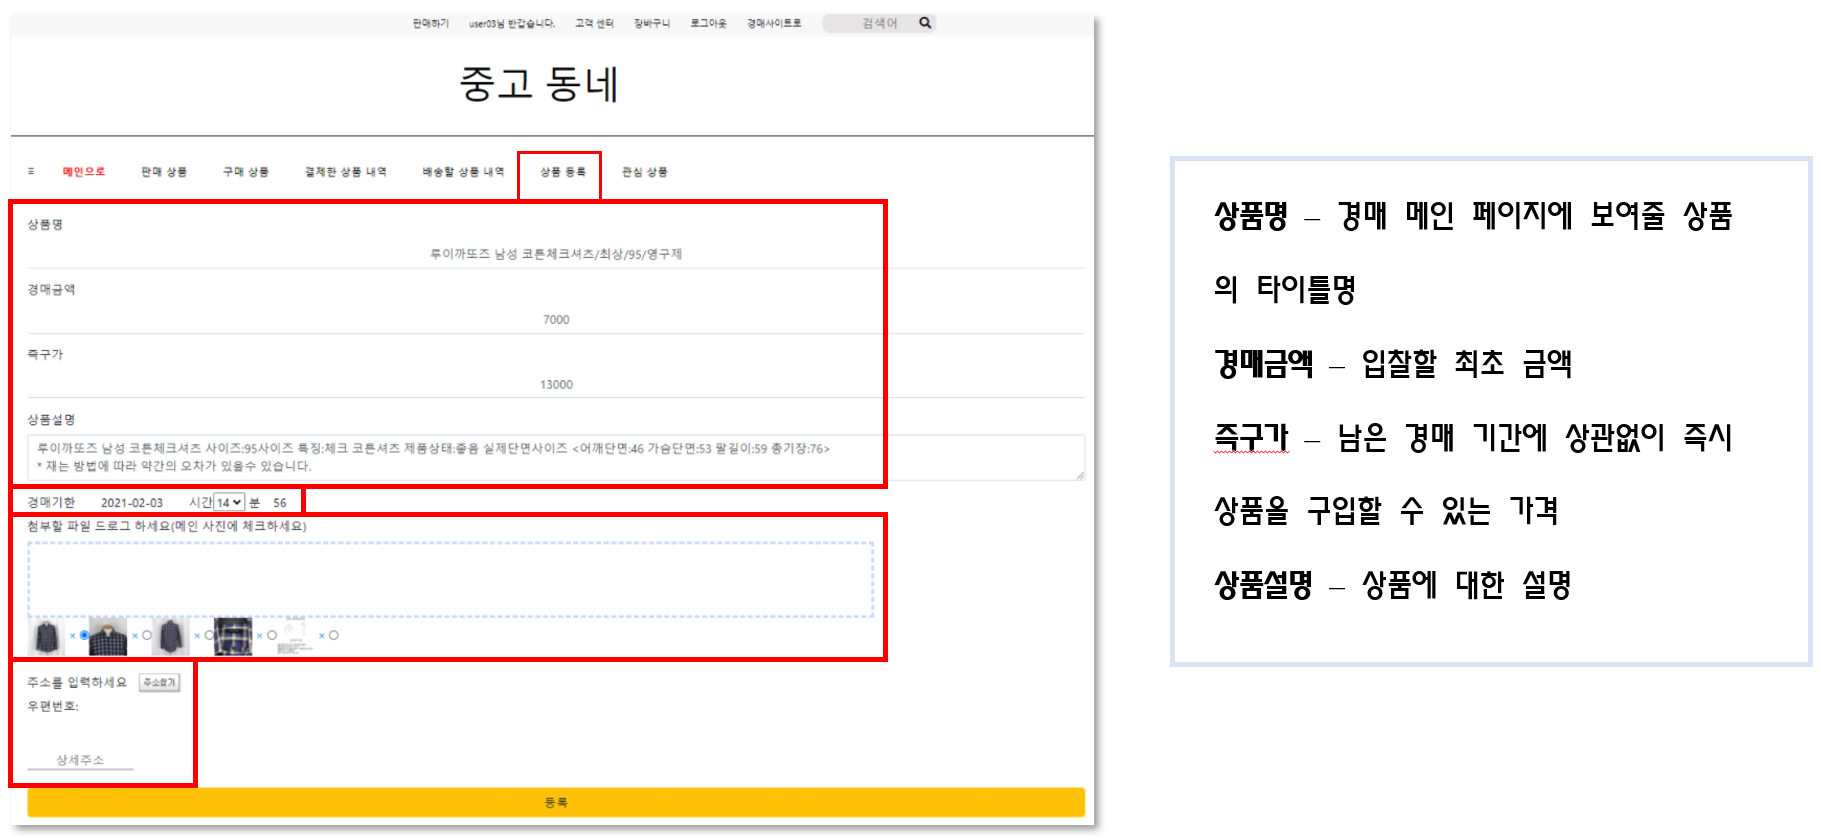 판매하기 user03님 반갑습니다. 고객 센터 장바구니 로그아웃 경매사이트로 검색어
중고 동네
≡ 메인으로 판매 상품 구매 상품 결제한 상품 내역 배송할 상품 내역 상품 등록 관심 상품
상품명
루이까또즈 남성 코튼체크셔츠/최상/95/영구제
경매금액
7000
즉구가
13000
상품설명
루이까또즈 남성 코튼체크셔츠 사이즈:95사이즈 특징:체크 코튼셔츠 제품상태:좋음 실제단면사이즈 <어깨단면:46 가슴단면:53 팔길이:59 총기장:76>
* 재는 방법에 따라 약간의 오차가 있을수 있습니다.
경매기한 2021-02-03 시간 14 분 56
첨부할 파일 드로그 하세요(메인 사진에 체크하세요)
× × × × ×
주소를 입력하세요 주소찾기
우편번호:
상세주소
등록
상품명 – 경매 메인 페이지에 보여줄 상품
의 타이틀명
경매금액 – 입찰할 최초 금액
즉구가 – 남은 경매 기간에 상관없이 즉시
상품을 구입할 수 있는 가격
상품설명 – 상품에 대한 설명